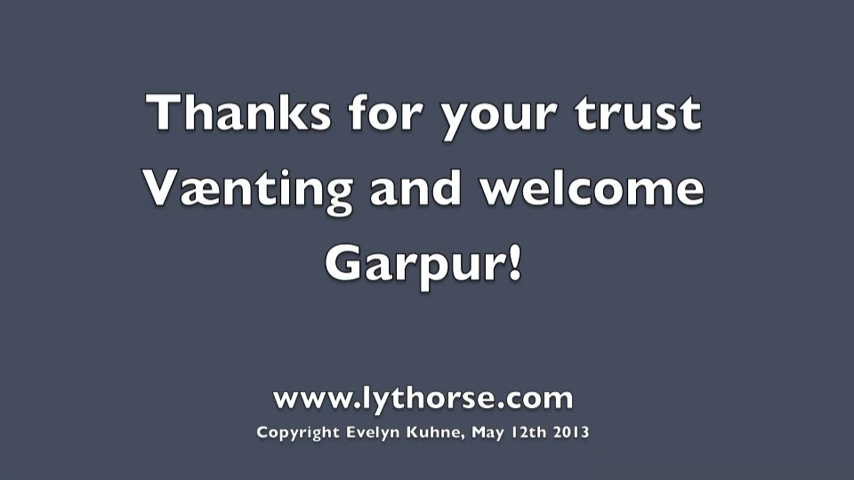 Thanks for your trust
Vænting and welcome
Garpur!
www.lythorse.com
Copyright Evelyn Kuhne, May 12th 2013